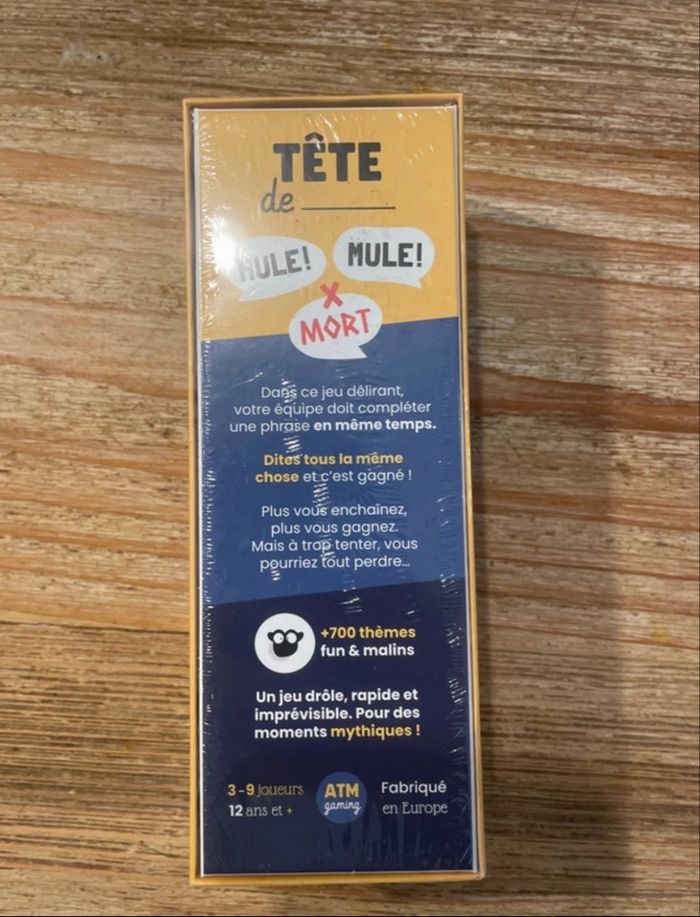 TÊTE
de
MULE! MULE!
X
MORT
Dans ce jeu délirant,
votre équipe doit compléter
une phrase en même temps.
Dites tous la même
chose et c'est gagné !
Plus vous enchaînez,
plus vous gagnez.
Mais à trop tenter, vous
pourriez tout perdre...
+700 thèmes
fun & malins
Un jeu drôle, rapide et
imprévisible. Pour des
moments mythiques !
3-9 joueurs
12 ans et +
ATM
gaming
Fabriqué
en Europe